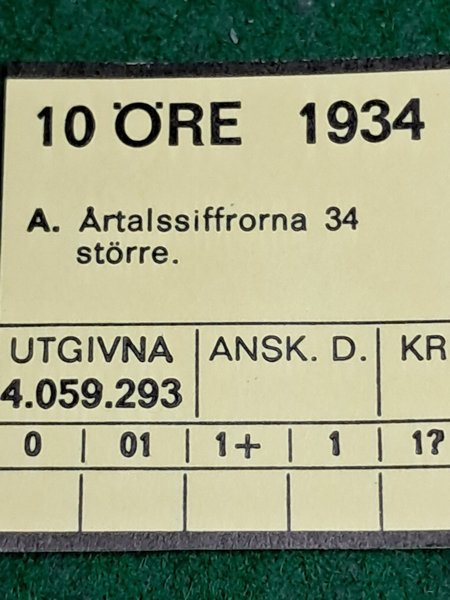 10 ÖRE 1934
A. Årtalssiffrorna 34
större.
UTGIVNA | ANSK. D. | KR
4.059.293
0 | 01 | 1+ | 1 | 1?